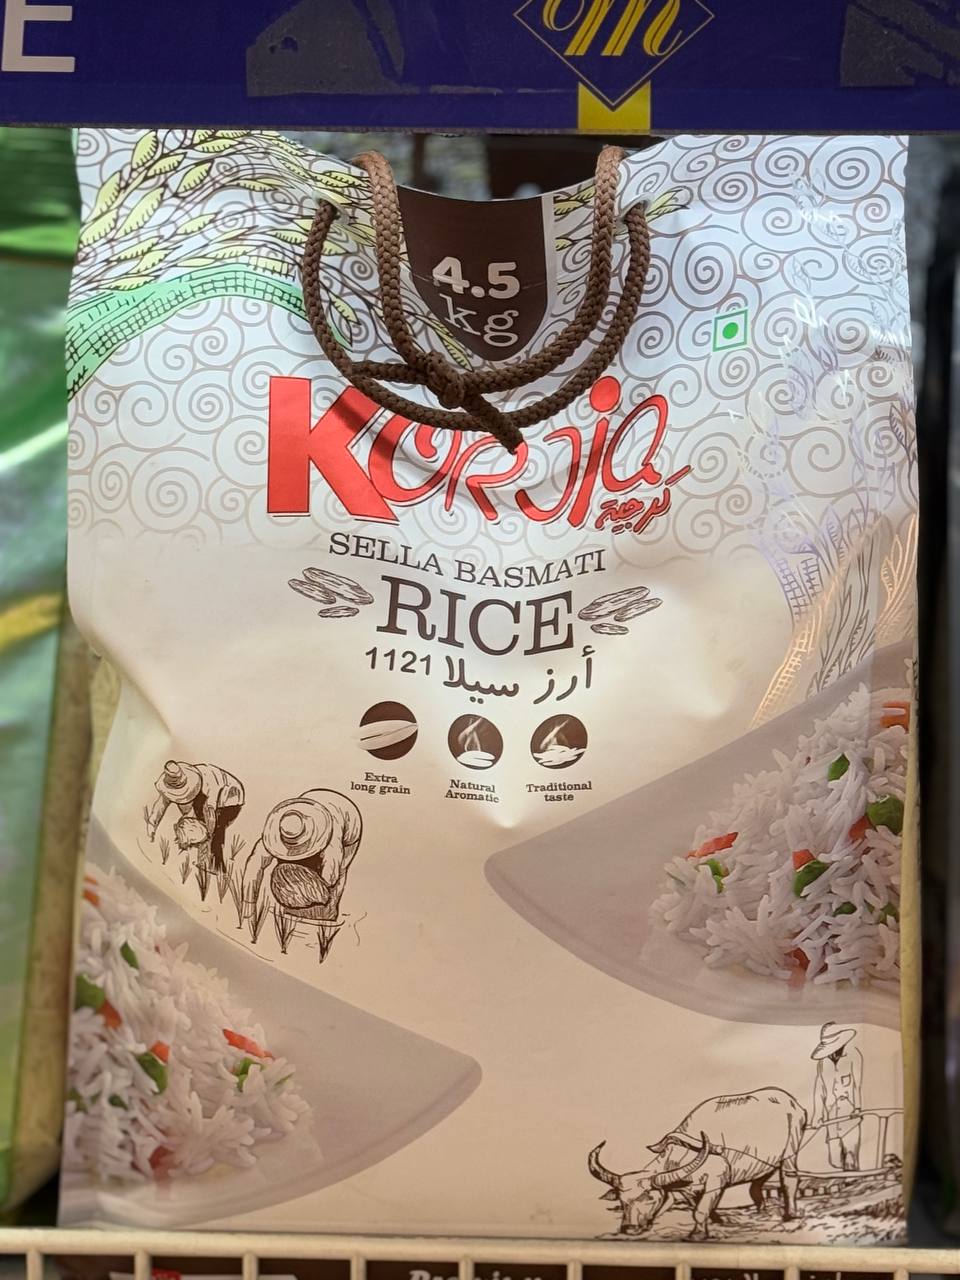 E
m
4.5
kg
Korjia
كرجية
SELLA BASMATI
RICE
أرز سيلا 1121
Extra
long grain
Natural
Aromatic
Traditional
taste